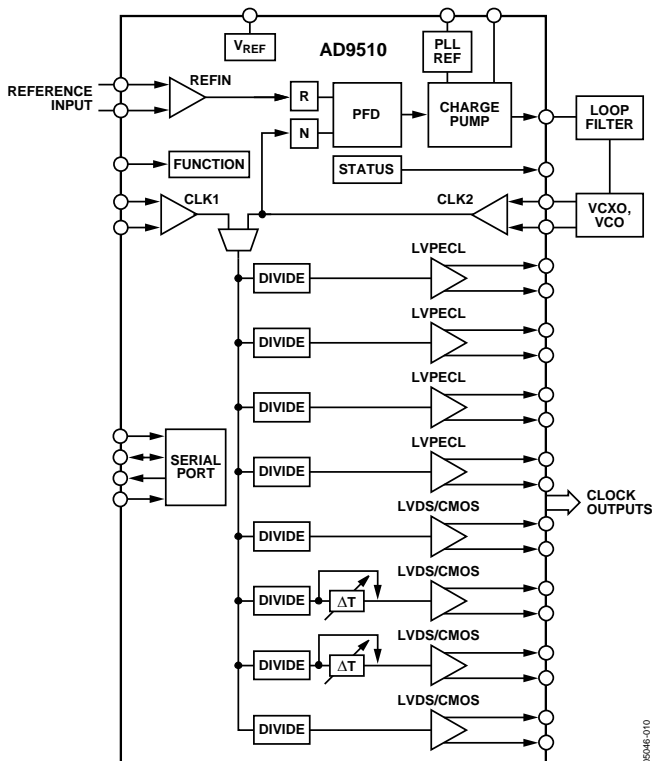 AD9510
VREF
PLL
REF
REFERENCE
INPUT
REFIN
R
N
PFD
CHARGE
PUMP
LOOP
FILTER
FUNCTION
STATUS
CLK1
CLK2
VCXO,
VCO
DIVIDE
LVPECL
DIVIDE
LVPECL
DIVIDE
LVPECL
DIVIDE
LVPECL
SERIAL
PORT
CLOCK
OUTPUTS
DIVIDE
LVDS/CMOS
DIVIDE
ΔT
LVDS/CMOS
DIVIDE
ΔT
LVDS/CMOS
DIVIDE
LVDS/CMOS
05046-010